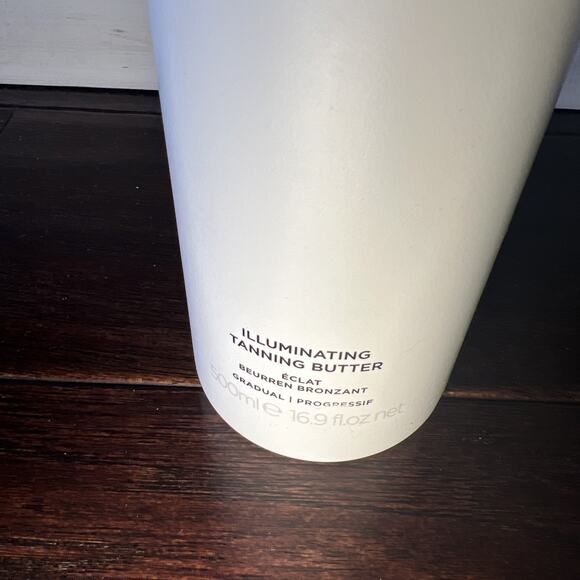 ILLUMINATING
TANNING BUTTER
ÉCLAT
BEURREN BRONZANT
GRADUAL | PROGRESSIF
500ml e 16.9 fl.oz net